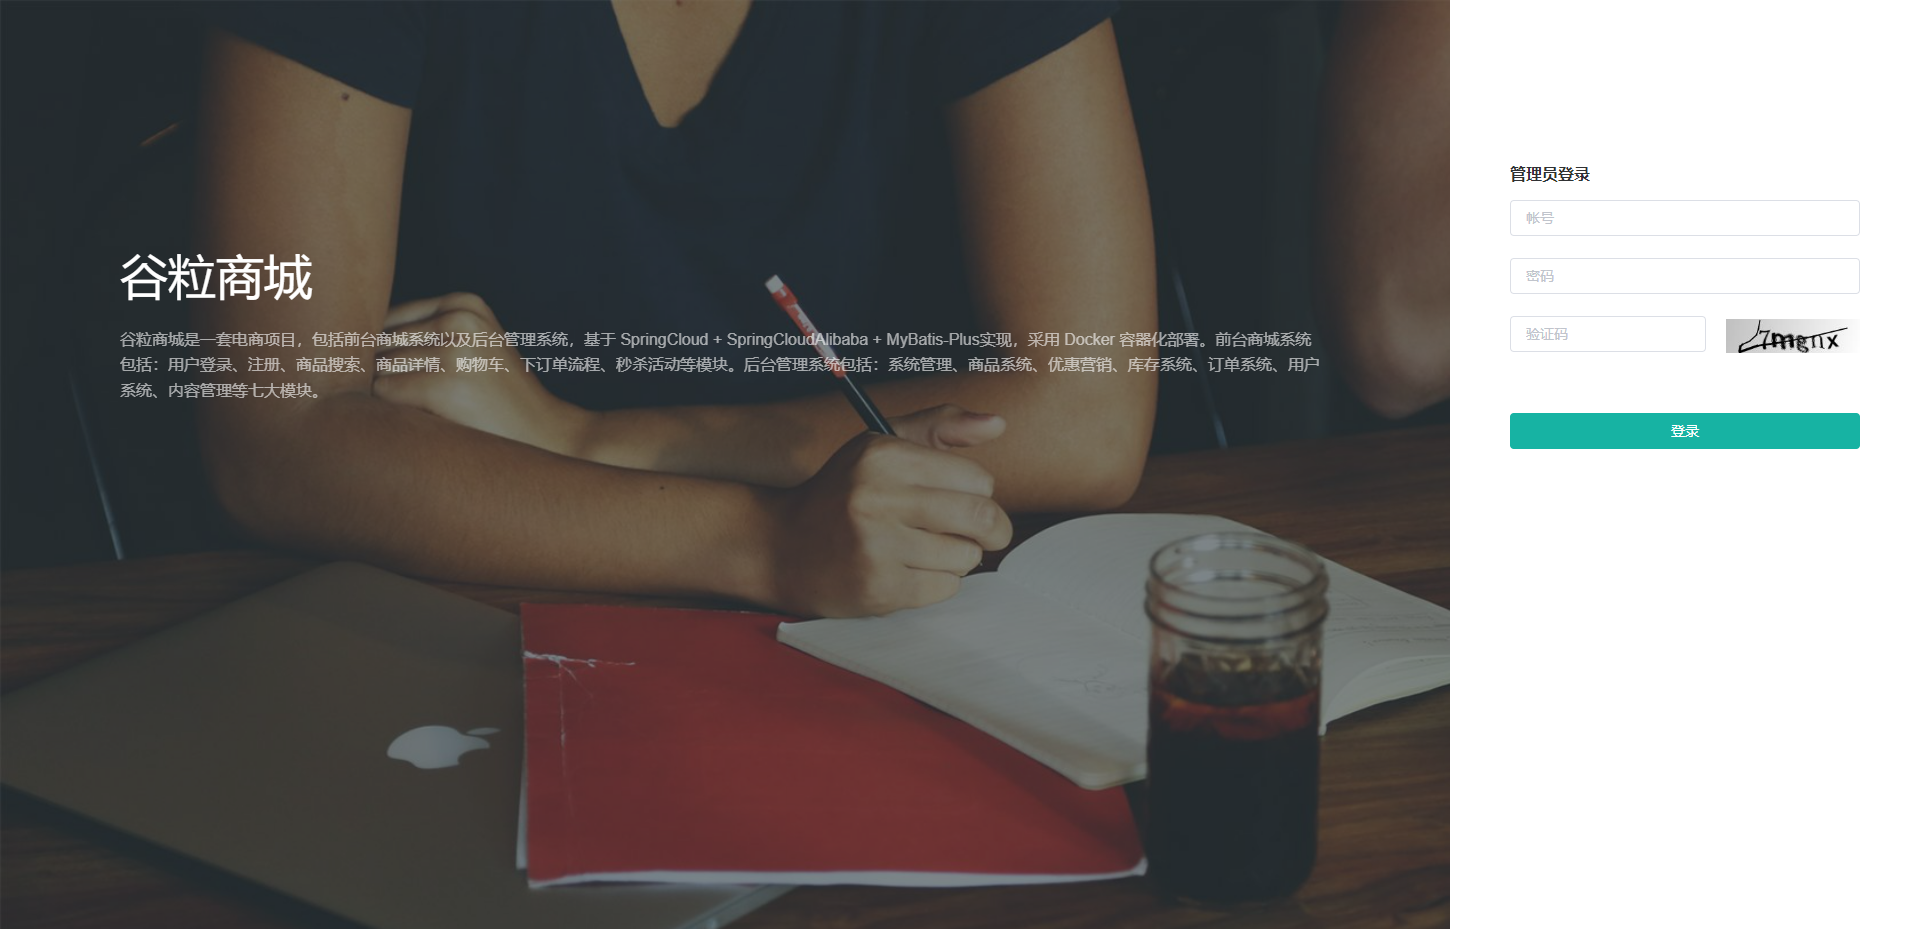 谷粒商城
谷粒商城是一套电商项目，包括前台商城系统以及后台管理系统，基于 SpringCloud + SpringCloudAlibaba + MyBatis-Plus实现，采用 Docker 容器化部署。前台商城系统
包括：用户登录、注册、商品搜索、商品详情、购物车、下订单流程、秒杀活动等模块。后台管理系统包括：系统管理、商品系统、优惠营销、库存系统、订单系统、用户
系统、内容管理等七大模块。
管理员登录
帐号
密码
验证码
登录